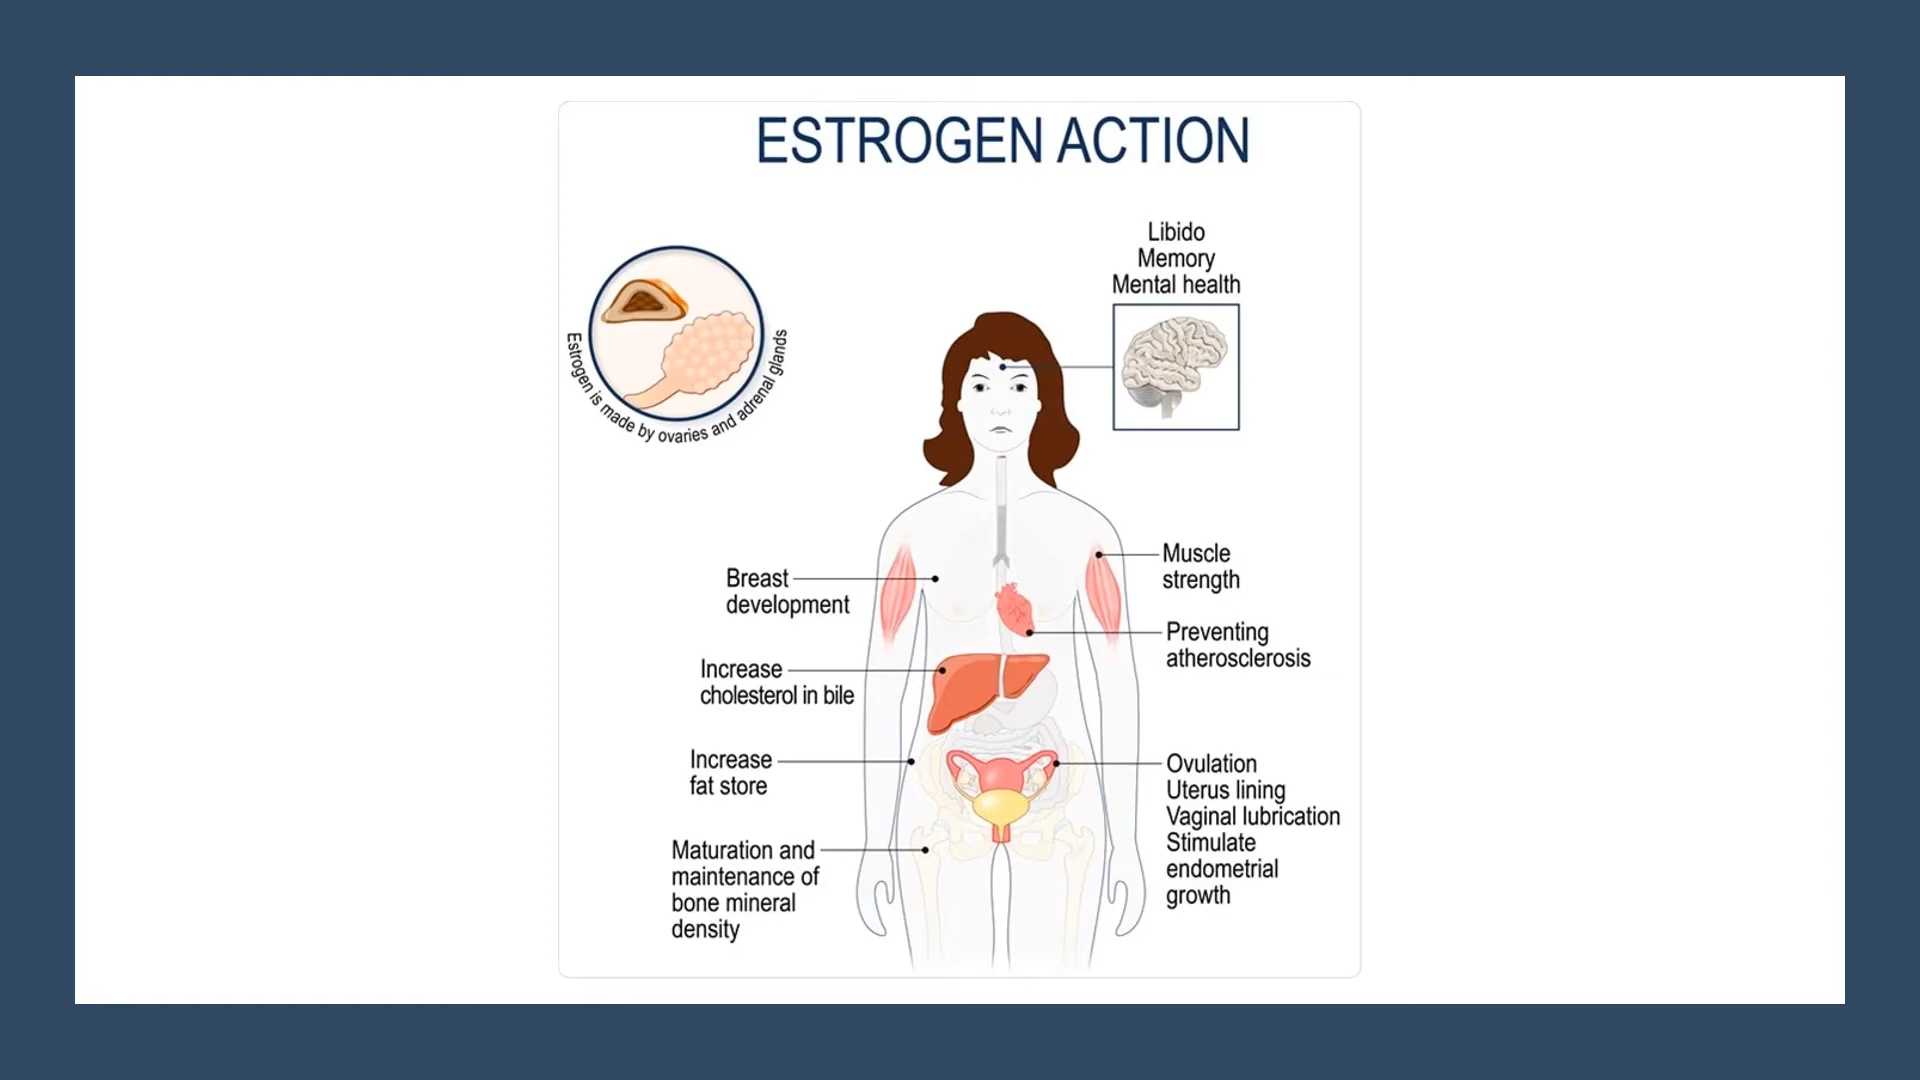 ESTROGEN ACTION
Estrogen is made by ovaries and adrenal glands
Libido
Memory
Mental health
Breast
development
Increase
cholesterol in bile
Increase
fat store
Maturation and
maintenance of
bone mineral
density
Muscle
strength
Preventing
atherosclerosis
Ovulation
Uterus lining
Vaginal lubrication
Stimulate
endometrial
growth